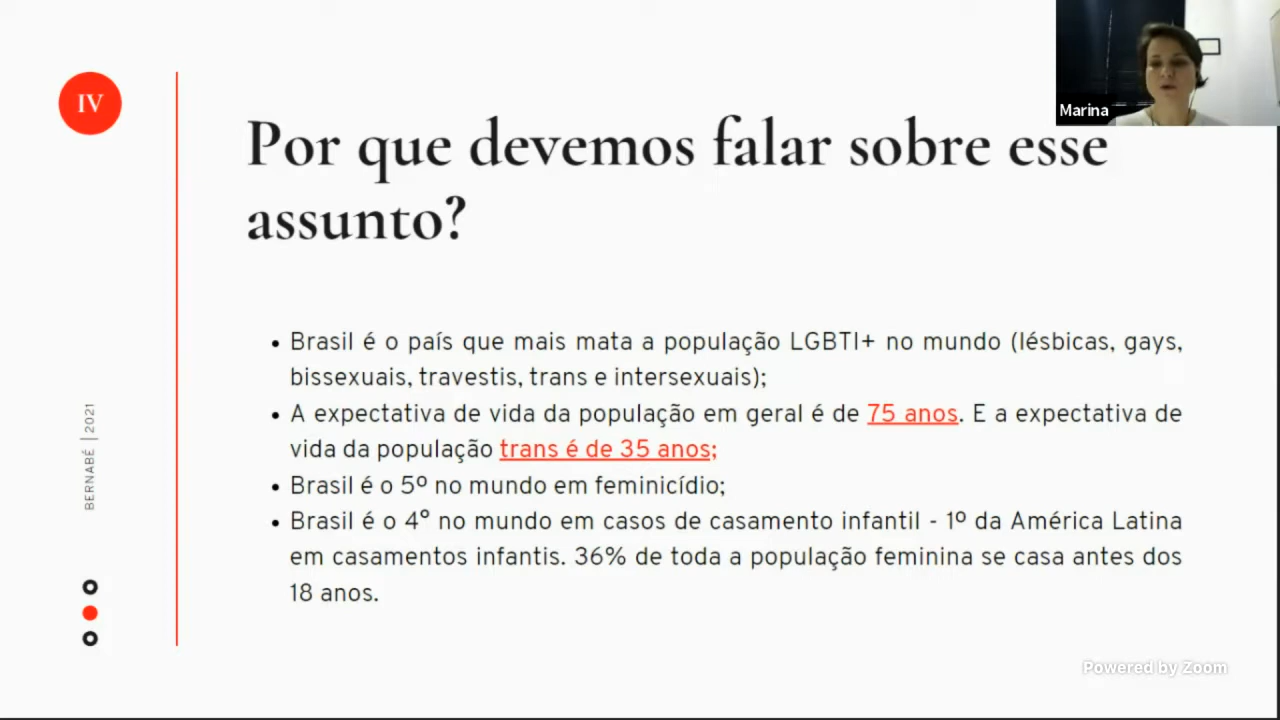 IV
Marina
Por que devemos falar sobre esse
assunto?
• Brasil é o país que mais mata a população LGBTI+ no mundo (lésbicas, gays,
bissexuais, travestis, trans e intersexuais);
• A expectativa de vida da população em geral é de 75 anos. E a expectativa de
vida da população trans é de 35 anos;
• Brasil é o 5º no mundo em feminicídio;
• Brasil é o 4° no mundo em casos de casamento infantil - 1º da América Latina
em casamentos infantis. 36% de toda a população feminina se casa antes dos
18 anos.
BERNABÉ | 2021
Powered by Zoom